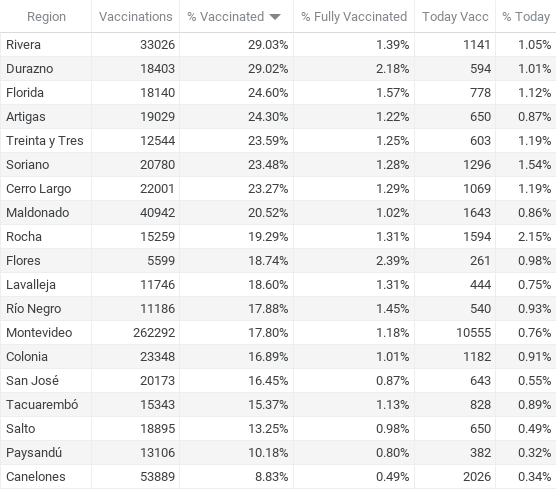 Region Vaccinations % Vaccinated % Fully Vaccinated Today Vacc % Today
Rivera 33026 29.03% 1.39% 1141 1.05%
Durazno 18403 29.02% 2.18% 594 1.01%
Florida 18140 24.60% 1.57% 778 1.12%
Artigas 19029 24.30% 1.22% 650 0.87%
Treinta y Tres 12544 23.59% 1.25% 603 1.19%
Soriano 20780 23.48% 1.28% 1296 1.54%
Cerro Largo 22001 23.27% 1.29% 1069 1.19%
Maldonado 40942 20.52% 1.02% 1643 0.86%
Rocha 15259 19.29% 1.31% 1594 2.15%
Flores 5599 18.74% 2.39% 261 0.98%
Lavalleja 11746 18.60% 1.31% 444 0.75%
Río Negro 11186 17.88% 1.45% 540 0.93%
Montevideo 262292 17.80% 1.18% 10555 0.76%
Colonia 23348 16.89% 1.01% 1182 0.91%
San José 20173 16.45% 0.87% 643 0.55%
Tacuarembó 15343 15.37% 1.13% 828 0.89%
Salto 18895 13.25% 0.98% 650 0.49%
Paysandú 13106 10.18% 0.80% 382 0.32%
Canelones 53889 8.83% 0.49% 2026 0.34%